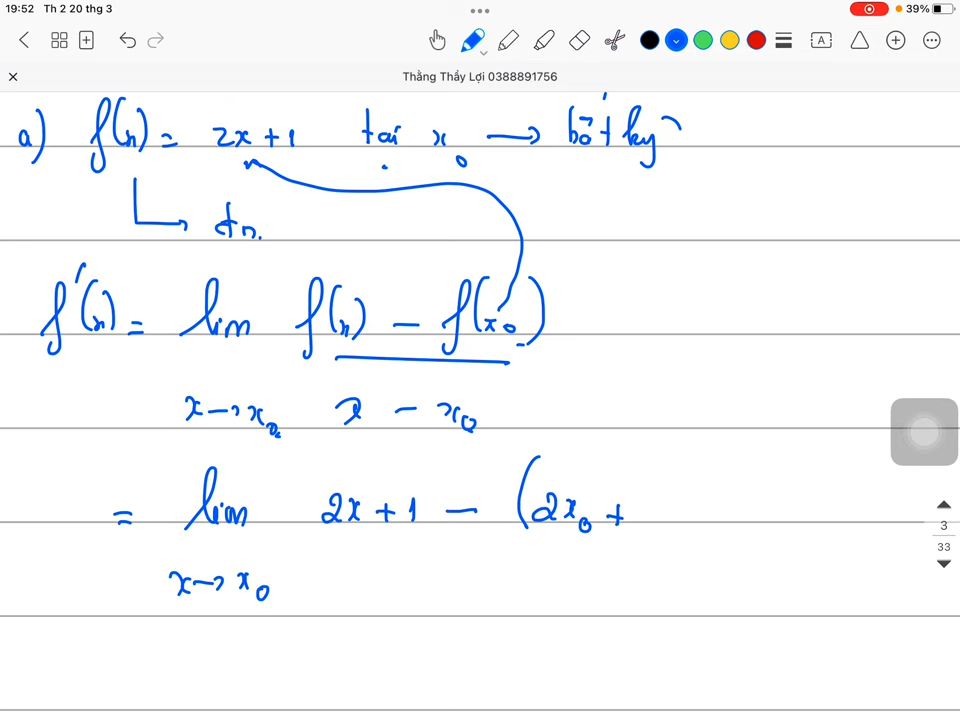 19:52 Th 2 20 thg 3
39%
Thằng Thầy Lợi 0388891756
a) f(x) = 2x + 1 tại x₀ → bất kỳ
↳ đn.
f'(x) = lim f(x) - f(x₀)
x → x₀ x - x₀
= lim 2x + 1 - (2x₀ +
x → x₀
3
33